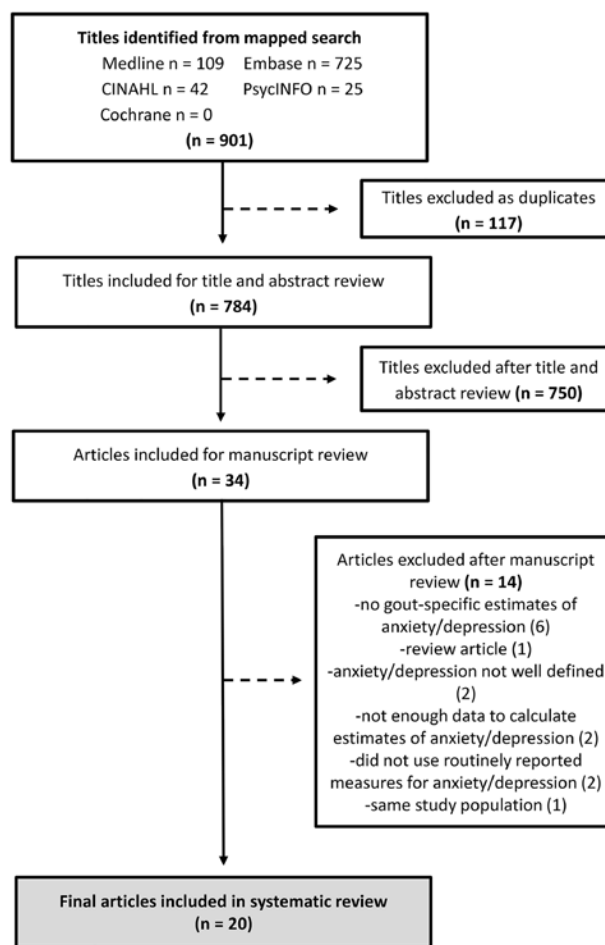 Titles identified from mapped search
Medline n = 109 Embase n = 725
CINAHL n = 42 PsycINFO n = 25
Cochrane n = 0
(n = 901)
Titles excluded as duplicates
(n = 117)
Titles included for title and abstract review
(n = 784)
Titles excluded after title and
abstract review (n = 750)
Articles included for manuscript review
(n = 34)
Articles excluded after manuscript
review (n = 14)
-no gout-specific estimates of
anxiety/depression (6)
-review article (1)
-anxiety/depression not well defined
(2)
-not enough data to calculate
estimates of anxiety/depression (2)
-did not use routinely reported
measures for anxiety/depression (2)
-same study population (1)
Final articles included in systematic review
(n = 20)